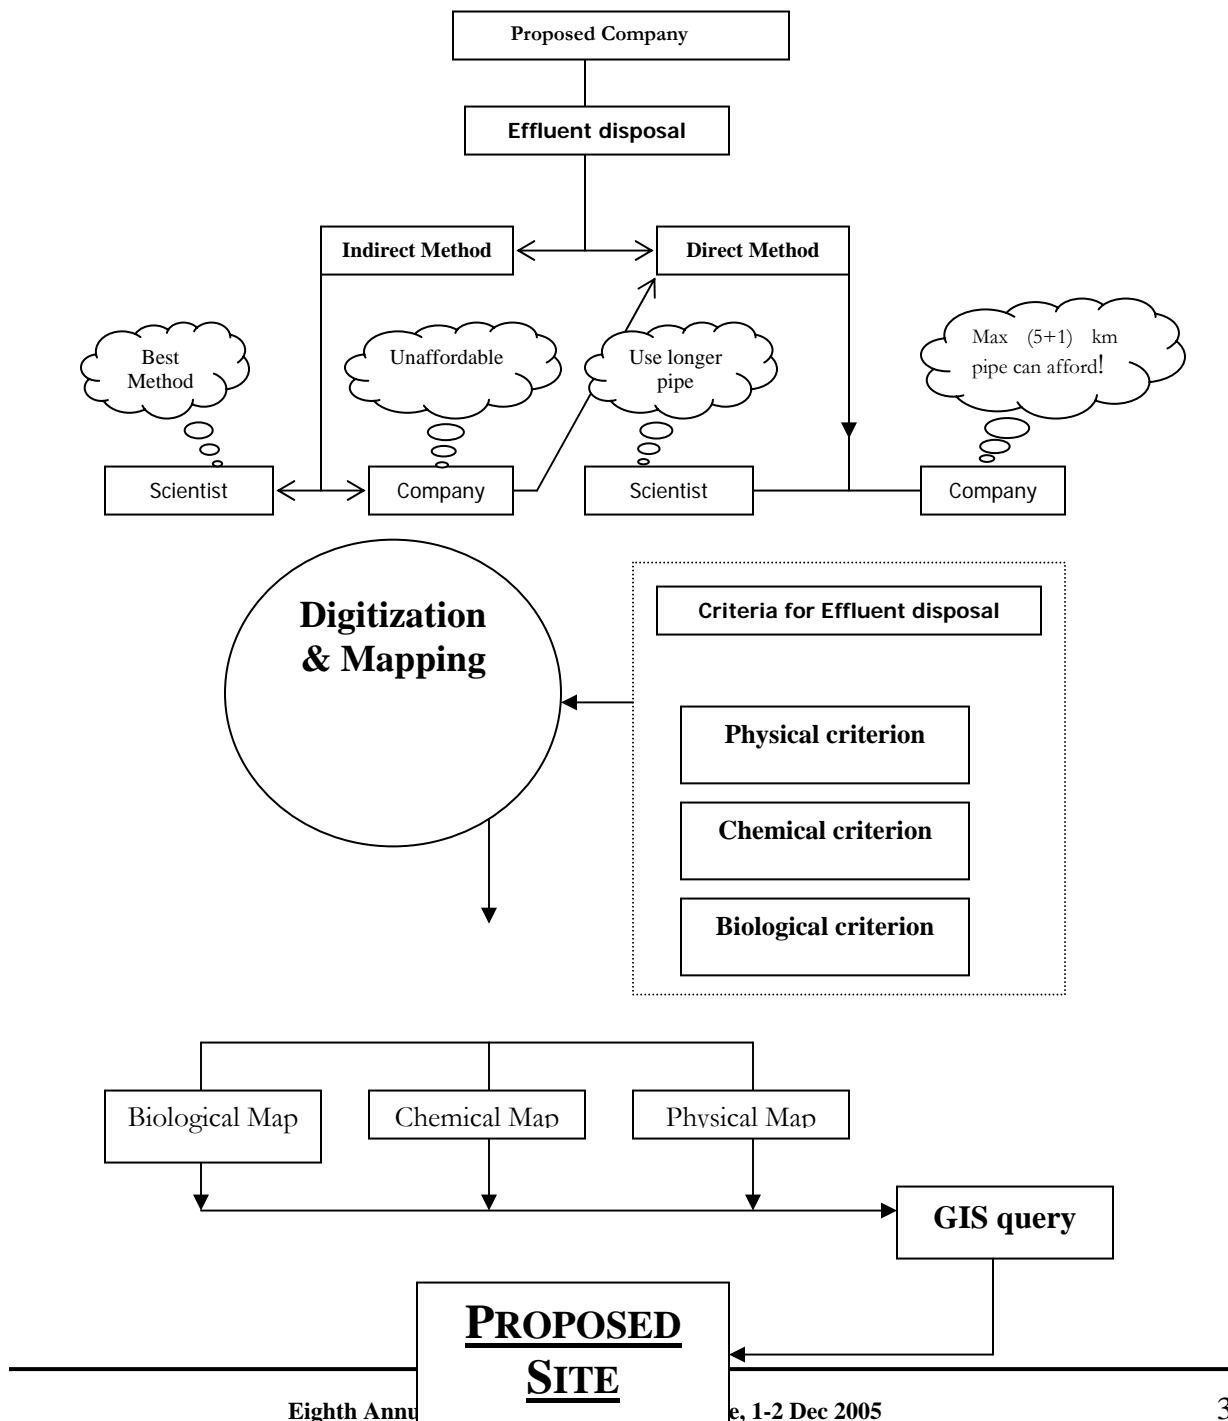 Proposed Company
Effluent disposal
Indirect Method
Direct Method
Best
Method
Unaffordable
Use longer
pipe
Max (5+1) km
pipe can afford!
Scientist
Company
Scientist
Company
Digitization
& Mapping
Criteria for Effluent disposal
Physical criterion
Chemical criterion
Biological criterion
Biological Map
Chemical Map
Physical Map
GIS query
PROPOSED
SITE
Eighth 1-2 Dec 2005
3